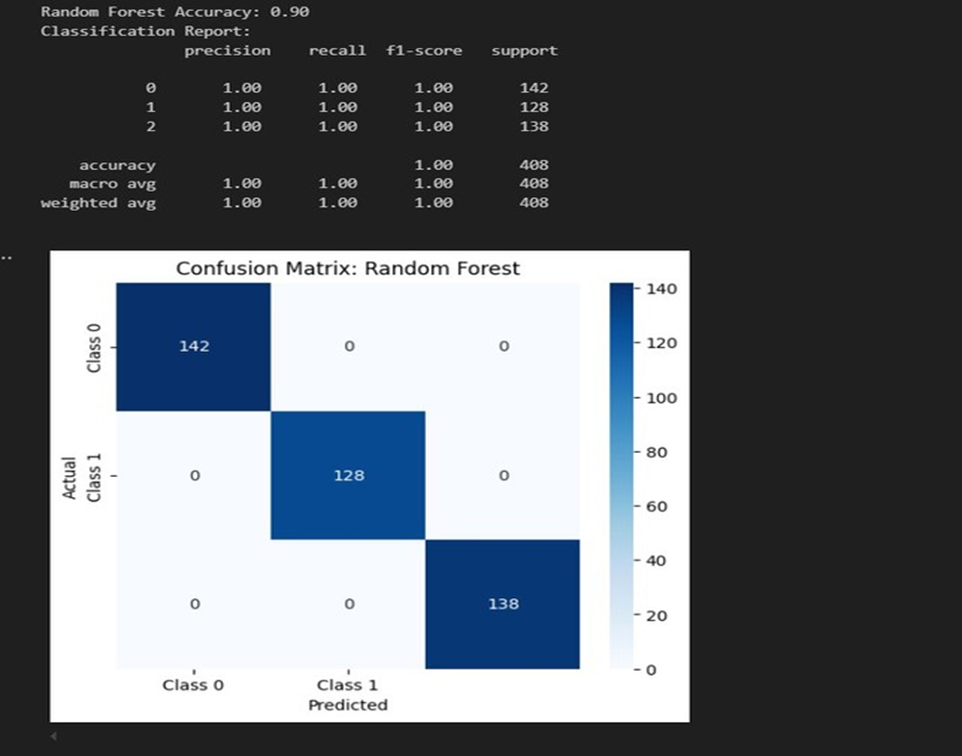 Random Forest Accuracy: 0.90
Classification Report:
precision recall f1-score support
0 1.00 1.00 1.00 142
1 1.00 1.00 1.00 128
2 1.00 1.00 1.00 138
accuracy 1.00 408
macro avg 1.00 1.00 1.00 408
weighted avg 1.00 1.00 1.00 408
Confusion Matrix: Random Forest
Actual
Class 0
Class 1
142 0 0
0 128 0
0 0 138
Class 0 Class 1
Predicted
140
120
100
80
60
40
20
0